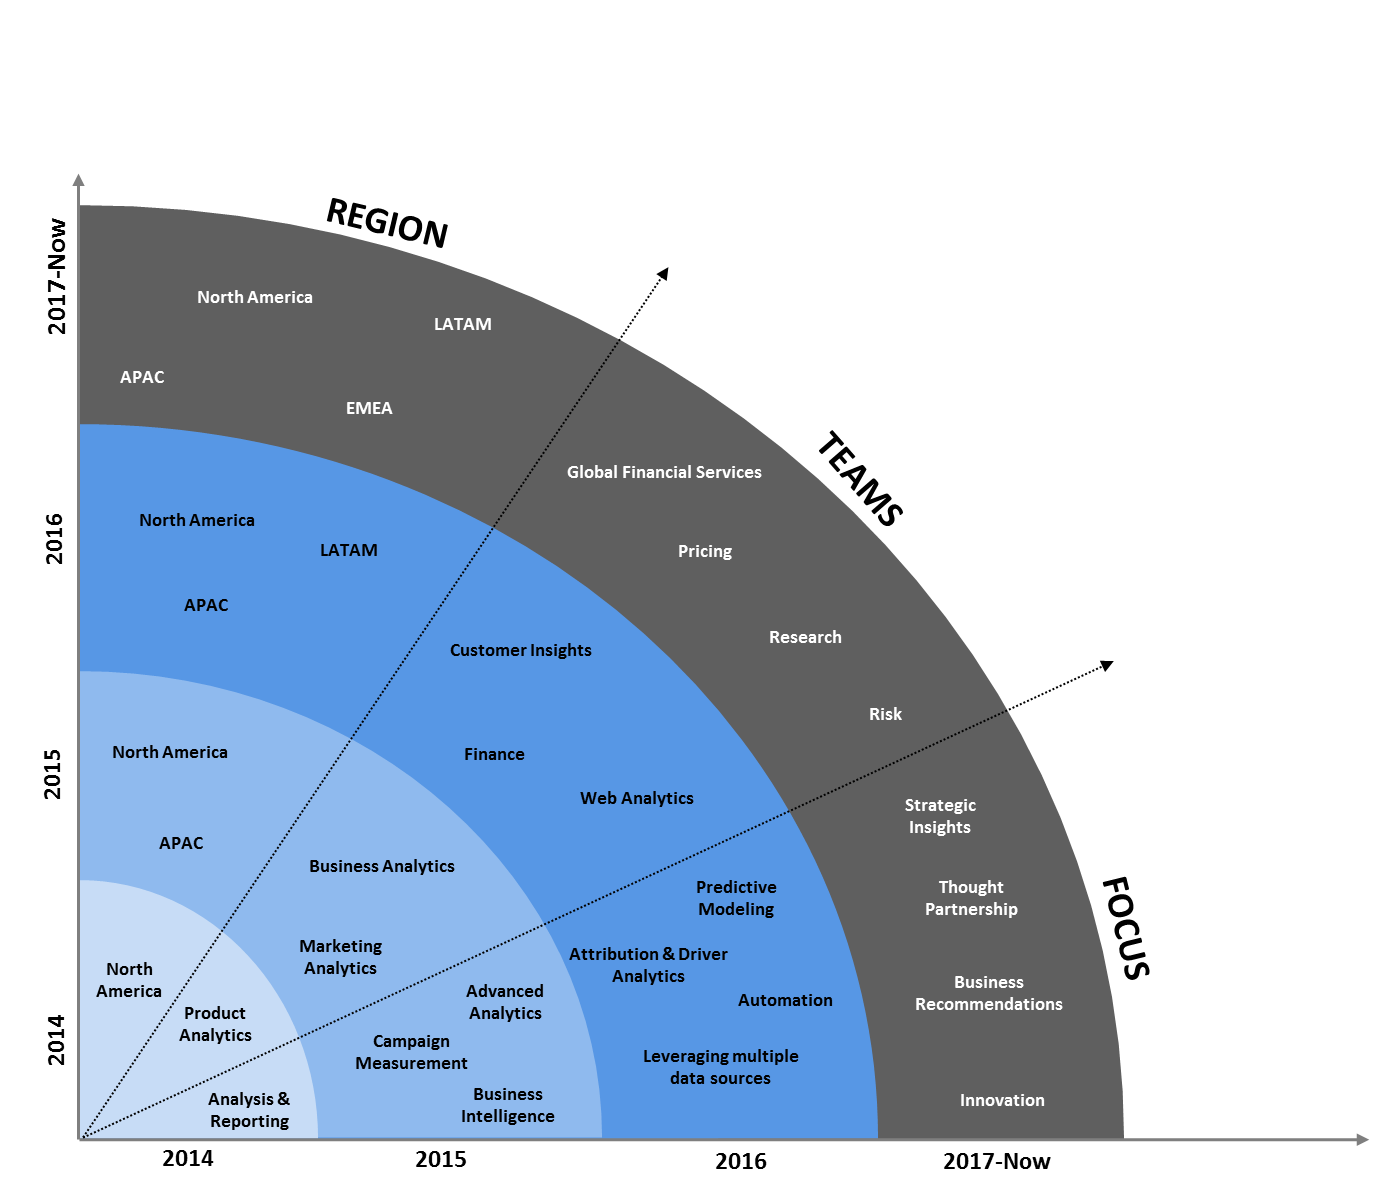 REGION
TEAMS
FOCUS
2017-Now
2016
2015
2014
North America
LATAM
APAC
EMEA
Global Financial Services
Pricing
Research
Risk
Strategic
Insights
Thought
Partnership
Business
Recommendations
Innovation
North America
LATAM
APAC
Customer Insights
Finance
Web Analytics
Predictive
Modeling
Attribution & Driver
Analytics
Automation
Leveraging multiple
data sources
North America
APAC
Business Analytics
Marketing
Analytics
Advanced
Analytics
Campaign
Measurement
Business
Intelligence
North
America
Product
Analytics
Analysis &
Reporting
2014
2015
2016
2017-Now